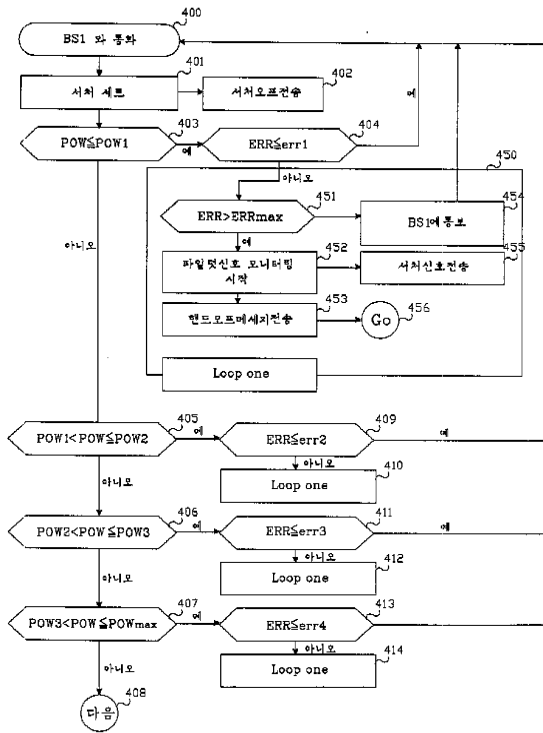 400
BS1 와 통화
401
서처 세트
402
서처오프전송
403
POW≦POW1
예
404
ERR≦err1
예
아니오
450
451
ERR>ERRmax
454
BS1에 통보
예
452
파일럿신호 모니터링
시작
455
서처신호전송
453
핸드오프메세지전송
Go
456
Loop one
아니오
405
POW1<POW≦POW2
예
409
ERR≦err2
예
아니오
410
Loop one
아니오
406
POW2<POW≦POW3
예
411
ERR≦err3
예
아니오
412
Loop one
아니오
407
POW3<POW≦POWmax
예
413
ERR≦err4
아니오
414
Loop one
아니오
408
다음